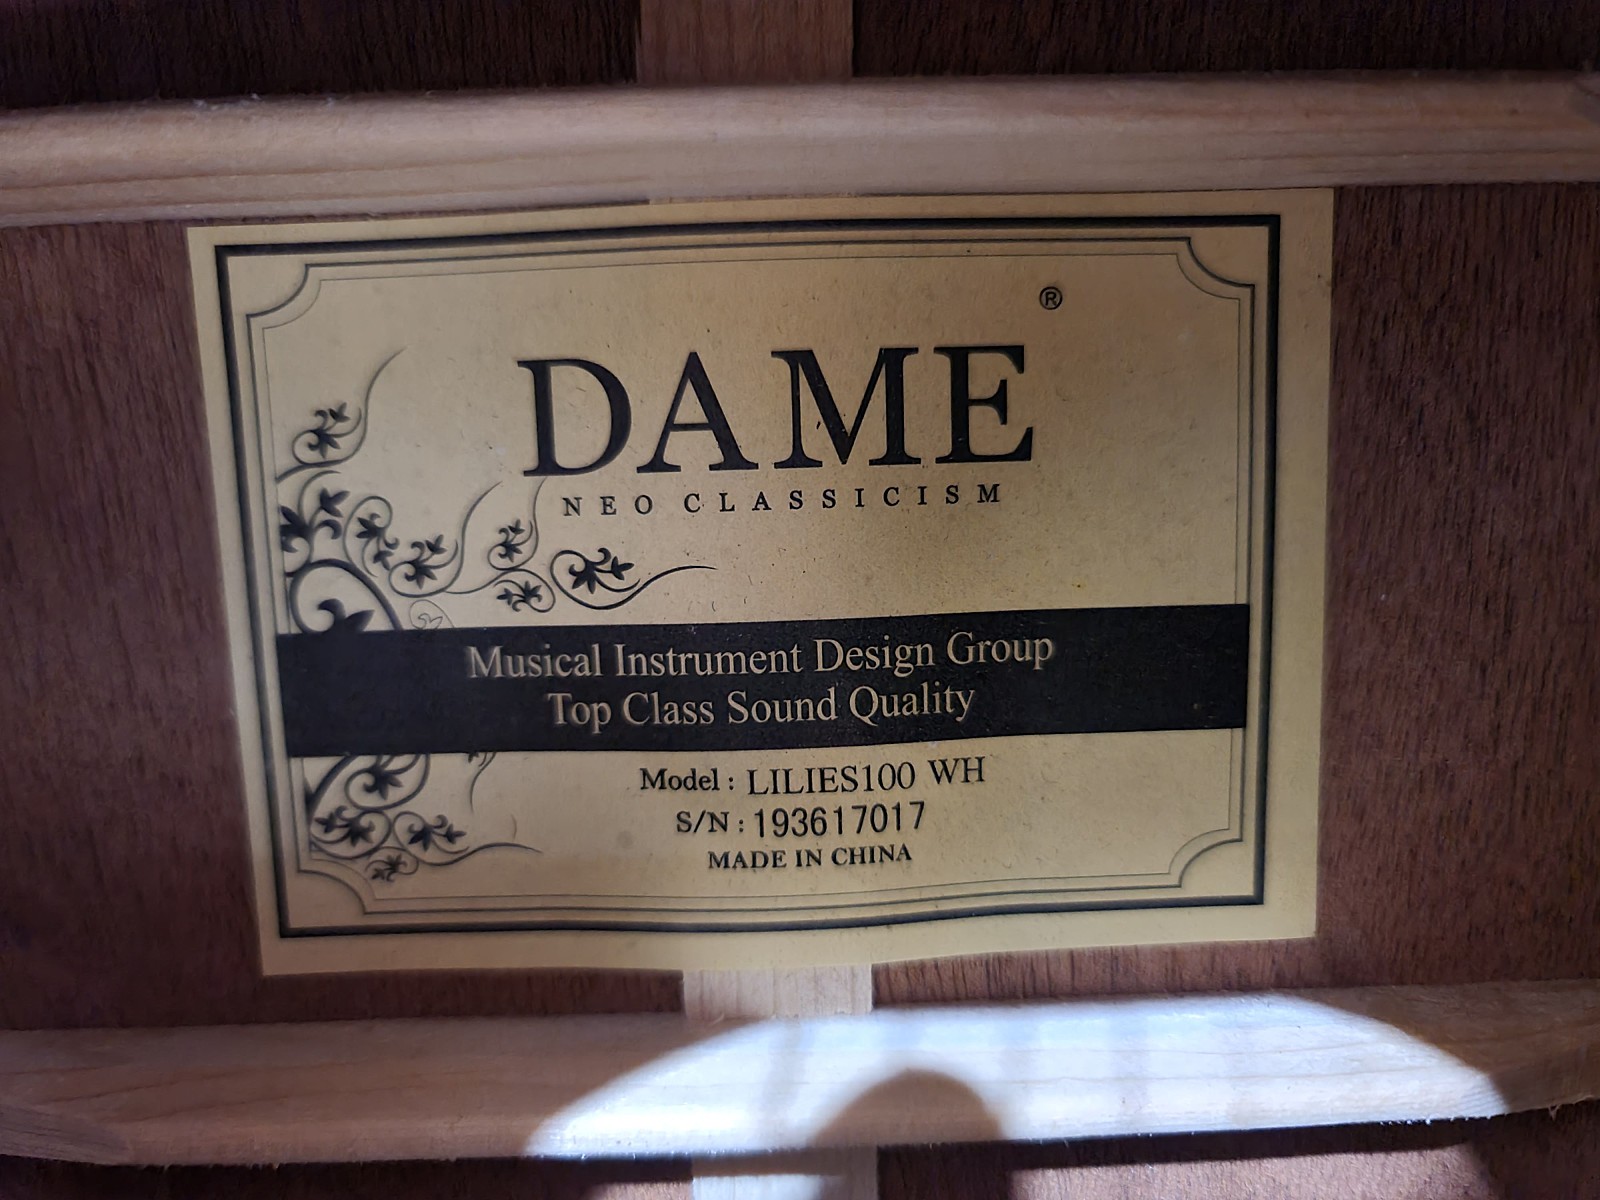 ®
DAME
NEO CLASSICISM
Musical Instrument Design Group
Top Class Sound Quality
Model : LILIES100 WH
S/N : 193617017
MADE IN CHINA